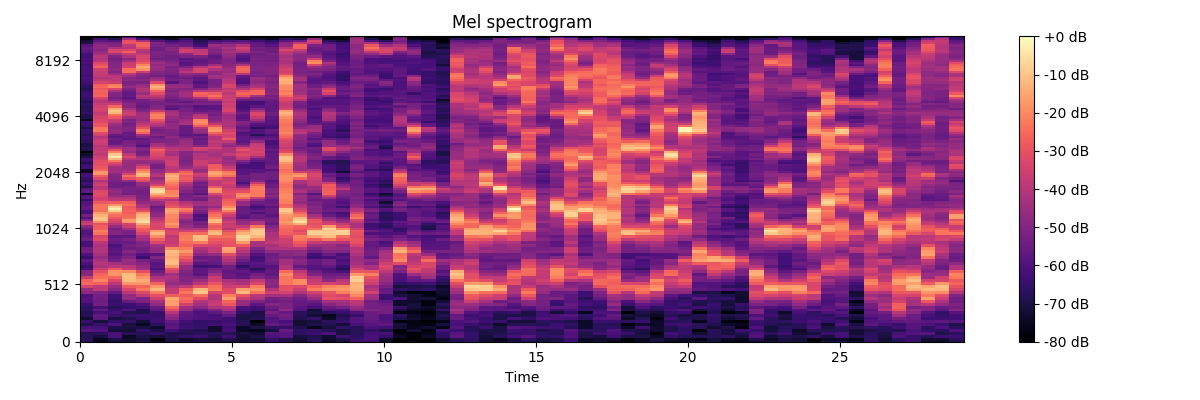 Mel spectrogram
Hz
8192
4096
2048
1024
512
0
0 5 10 15 20 25
Time
+0 dB
-10 dB
-20 dB
-30 dB
-40 dB
-50 dB
-60 dB
-70 dB
-80 dB